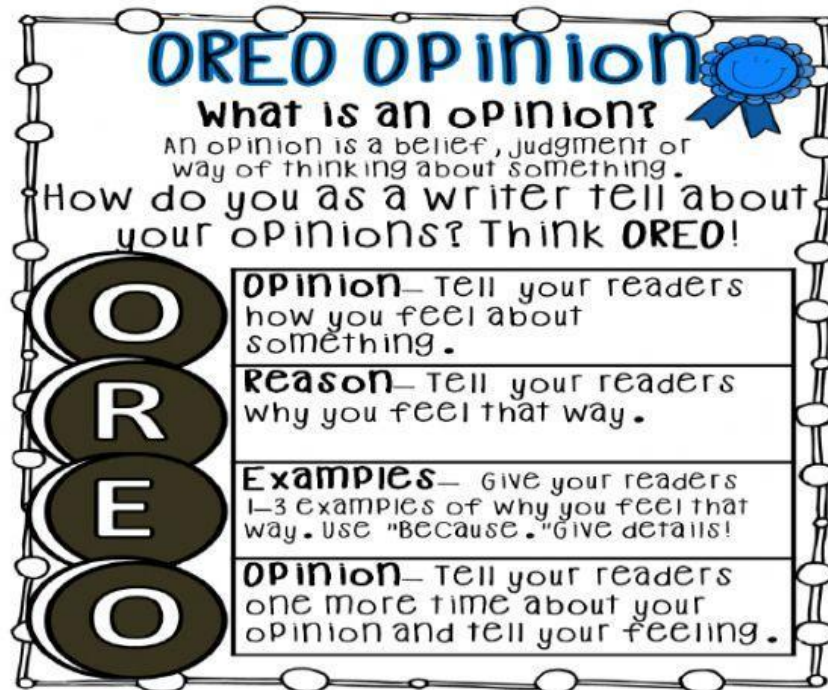 OREO OPiNiON
What is an oPinion?
An oPinion is a belief, judgment or
way of thinking about something.
How do you as a writer tell about
your oPinions? Think OREO!
O
OPinion– Tell your readers
how you feel about
something.
R
Reason– Tell your readers
why you feel that way.
E
ExamPles– Give your readers
1–3 examples of why you feel that
way. Use "Because."Give details!
O
OPinion– Tell your readers
one more time about your
oPinion and tell your feeling.